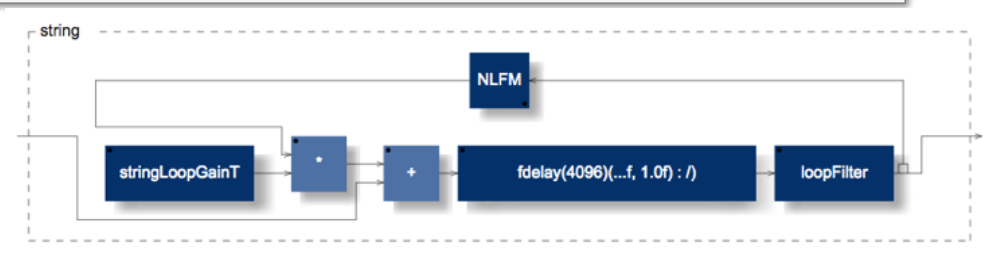 string
NLFM
stringLoopGainT
*
+
fdelay(4096)(...f, 1.0f) : /)
loopFilter